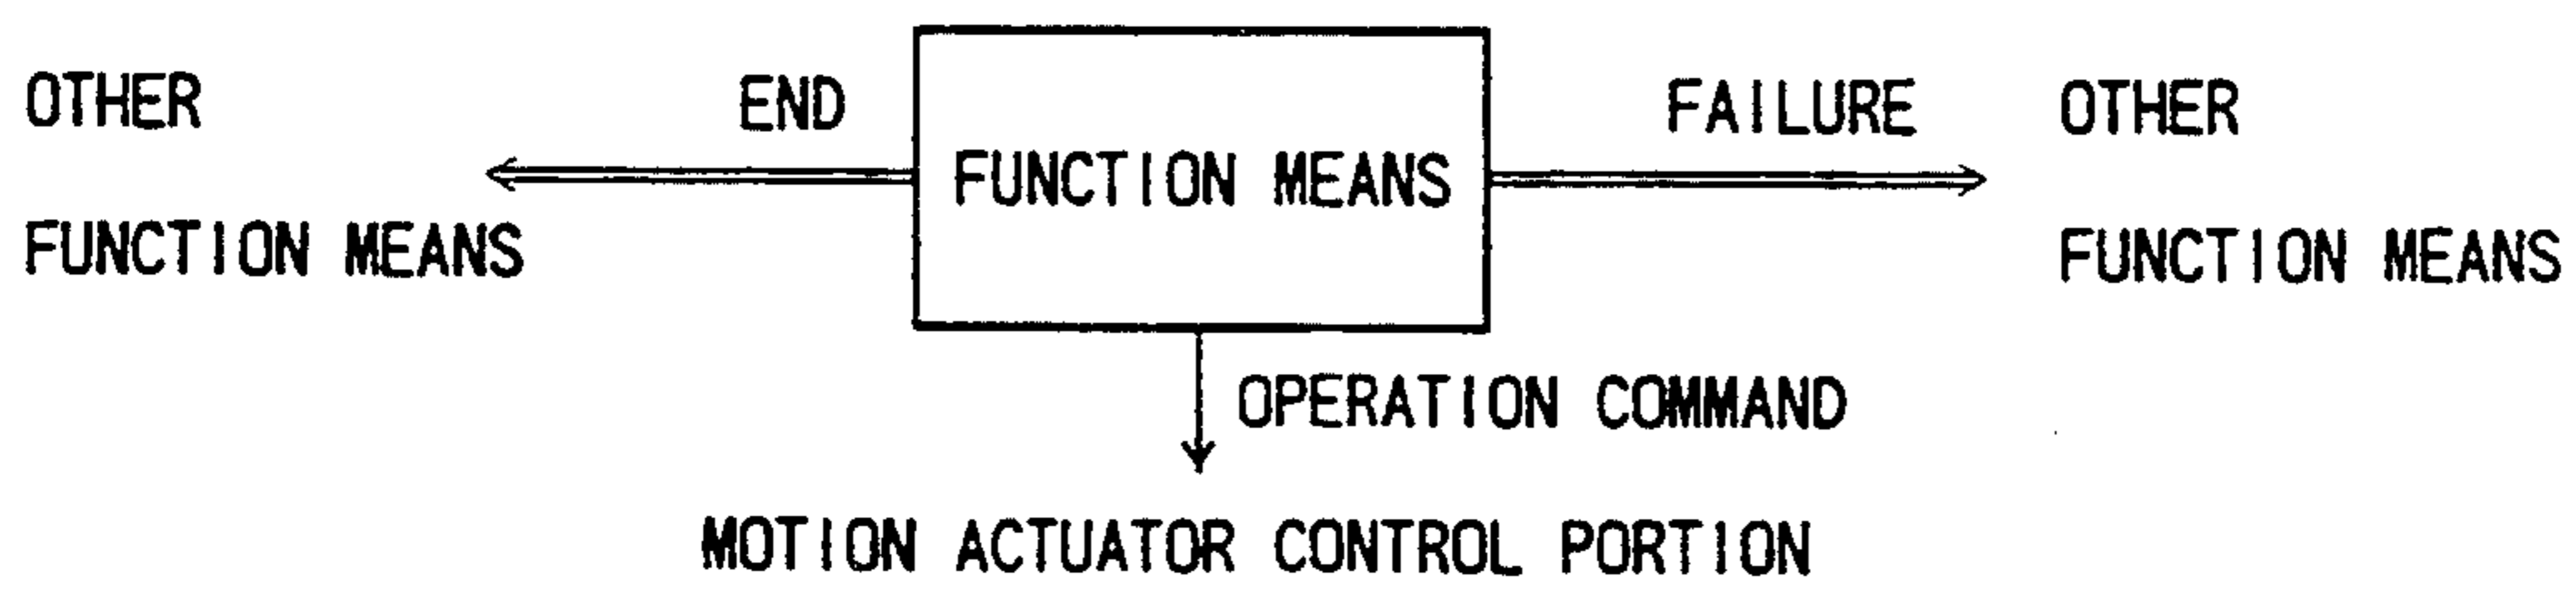 OTHER
FUNCTION MEANS
END
FUNCTION MEANS
FAILURE
OTHER
FUNCTION MEANS
OPERATION COMMAND
MOTION ACTUATOR CONTROL PORTION